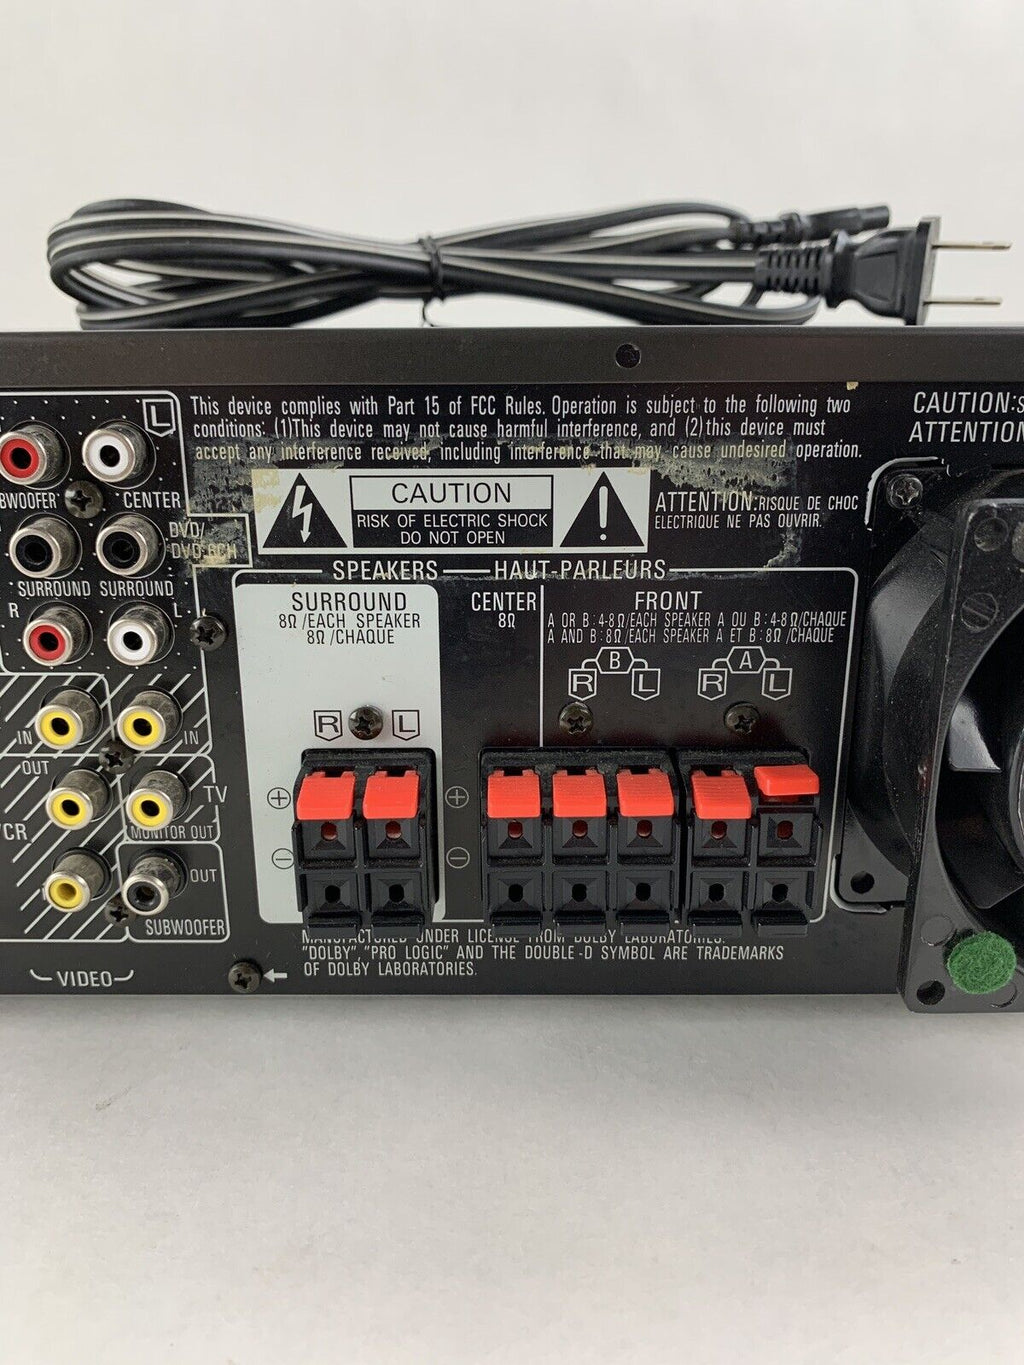 This device complies with Part 15 of FCC Rules. Operation is subject to the following two
conditions: (1)This device may not cause harmful interference, and (2)this device must
accept any interference received, including interference that may cause undesired operation.
CAUTION
RISK OF ELECTRIC SHOCK
DO NOT OPEN
ATTENTION:RISQUE DE CHOC
ELECTRIQUE NE PAS OUVRIR.
CAUTION:
ATTENTION
L
CENTER
DVD/
DVD 6CH
SURROUND SURROUND
R L
IN IN
OUT
TV
MONITOR OUT
OUT
SUBWOOFER
VIDEO
SPEAKERS HAUT-PARLEURS
SURROUND
8Ω/EACH SPEAKER
8Ω/CHAQUE
R L
CENTER
8Ω
FRONT
A OR B:4-8Ω/EACH SPEAKER A OU B:4-8Ω/CHAQUE
A AND B:8Ω/EACH SPEAKER A ET B:8Ω/CHAQUE
B A
R L R L
+ +
− −
MANUFACTURED UNDER LICENSE FROM DOLBY LABORATORIES.
"DOLBY", "PRO LOGIC" AND THE DOUBLE-D SYMBOL ARE TRADEMARKS
OF DOLBY LABORATORIES.